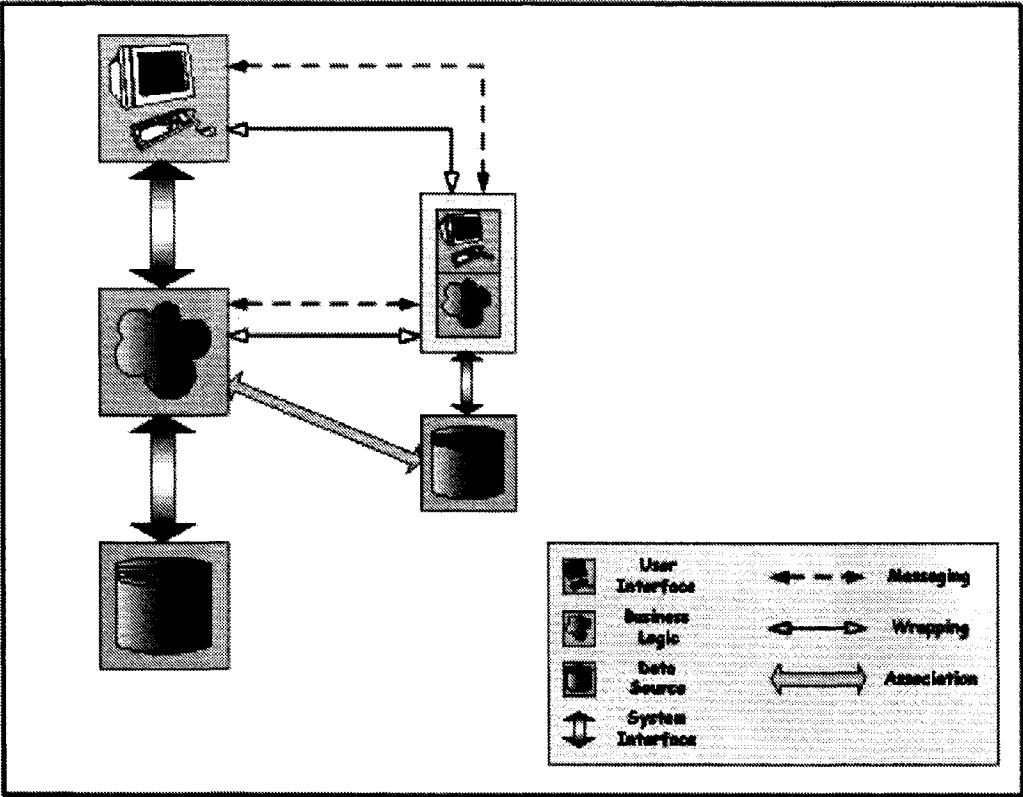 User
Interface
Messaging
Business
Logic
Wrapping
Data
Source
Association
System
Interface